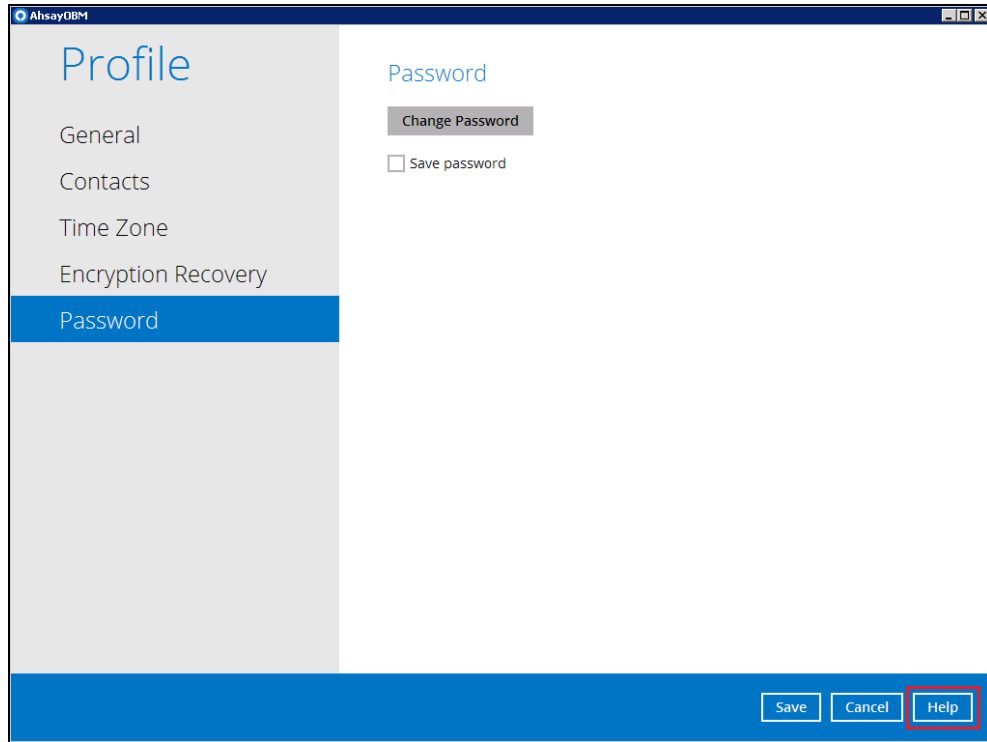 AhsayOBM
Profile
General
Contacts
Time Zone
Encryption Recovery
Password
Password
Change Password
Save password
Save
Cancel
Help